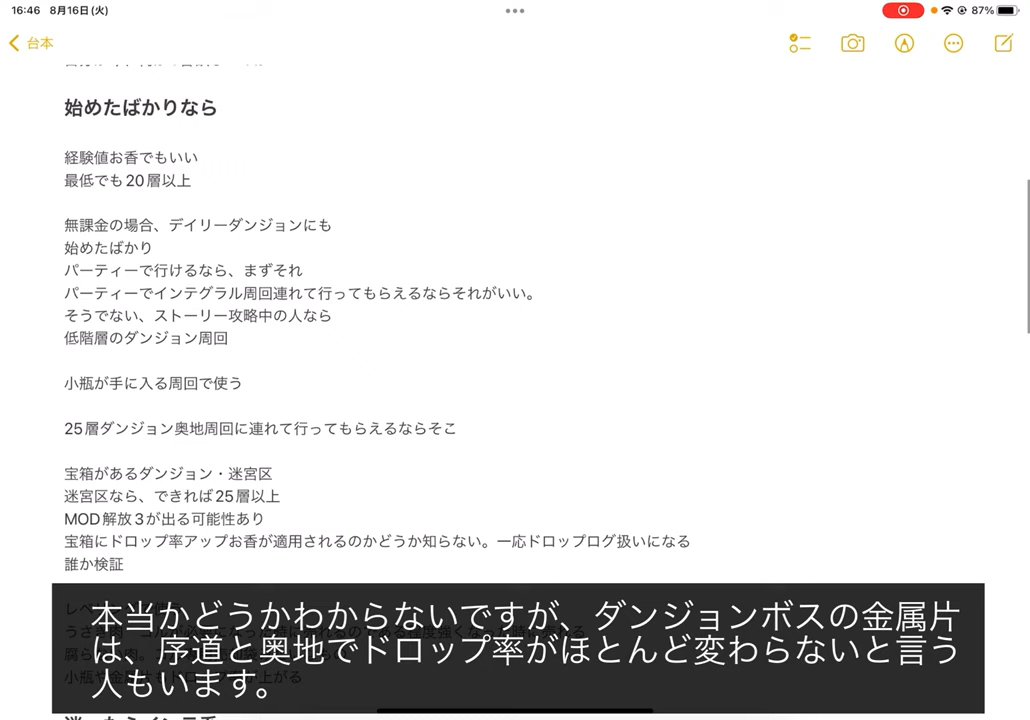 16:46 8月16日(火)
87%
台本
始めたばかりなら
経験値お香でもいい
最低でも20層以上
無課金の場合、デイリーダンジョンにも
始めたばかり
パーティーで行けるなら、まずそれ
パーティーでインテグラル周回連れて行ってもらえるならそれがいい。
そうでない、ストーリー攻略中の人なら
低階層のダンジョン周回
小瓶が手に入る周回で使う
25層ダンジョン奥地周回に連れて行ってもらえるならそこ
宝箱があるダンジョン・迷宮区
迷宮区なら、できれば25層以上
MOD解放3が出る可能性あり
宝箱にドロップ率アップお香が適用されるのかどうか知らない。一応ドロップログ扱いになる
誰か検証
本当かどうかわからないですが、ダンジョンボスの金属片
は、序道と奥地でドロップ率がほとんど変わらないと言う
人もいます。